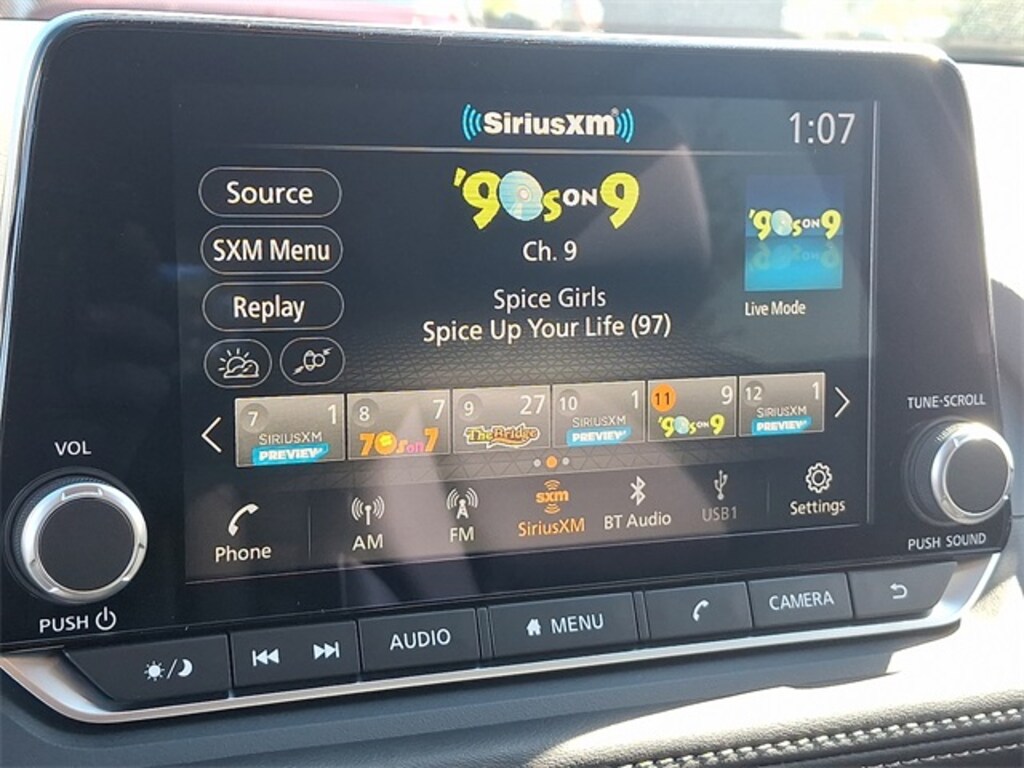 SiriusXM
1:07
Source
SXM Menu
Replay
'90s ON 9
Ch. 9
Spice Girls
Spice Up Your Life (97)
'90s ON 9
Live Mode
7 1
SIRIUSXM
PREVIEW
8 7
70s on 7
9 27
The Bridge
10 1
SIRIUSXM
PREVIEW
11 9
'90s ON 9
12 1
SIRIUSXM
PREVIEW
Phone
AM
FM
sxm
SiriusXM
BT Audio
USB1
Settings
VOL
PUSH
TUNE·SCROLL
PUSH SOUND
AUDIO
MENU
CAMERA